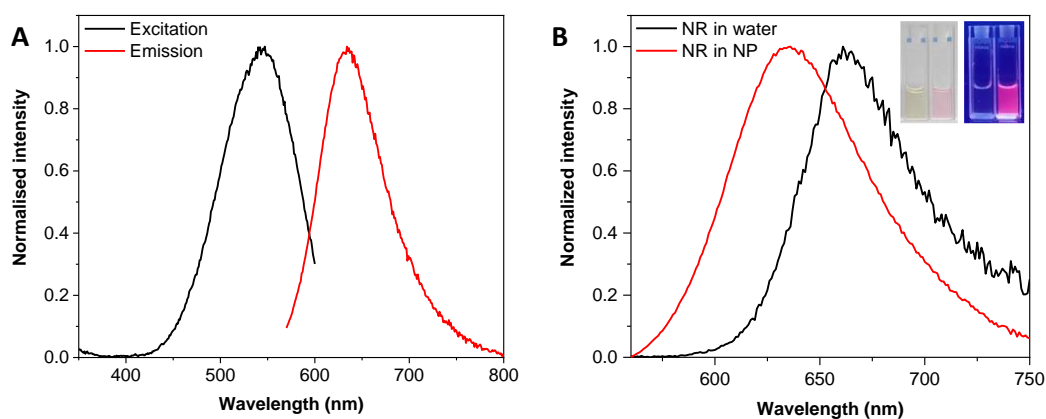 A
Excitation
Emission
Normalised intensity
1.0
0.8
0.6
0.4
0.2
0.0
400
500
600
700
800
Wavelength (nm)
B
NR in water
NR in NP
Normalized intensity
1.0
0.8
0.6
0.4
0.2
0.0
600
650
700
750
Wavelength (nm)